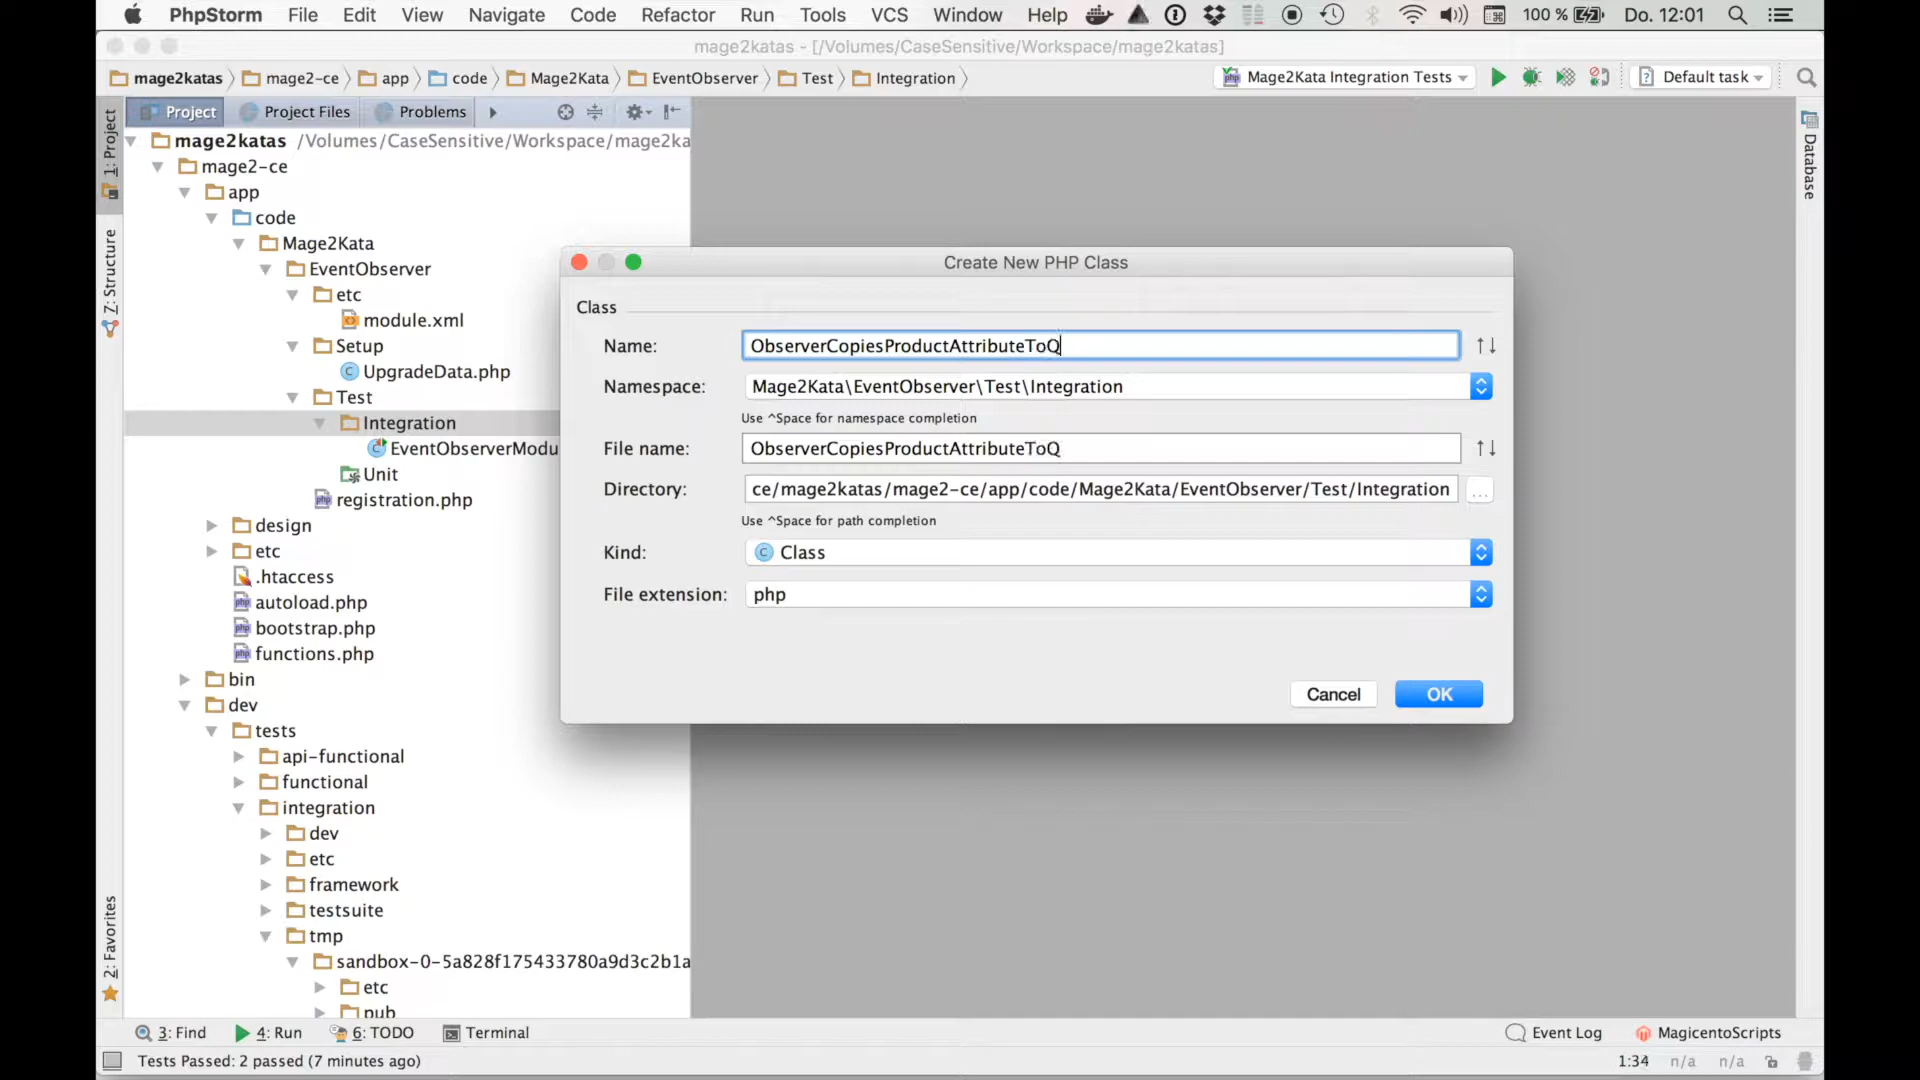 PhpStorm File Edit View Navigate Code Refactor Run Tools VCS Window Help 100 % Do. 12:01
mage2katas - [/Volumes/CaseSensitive/Workspace/mage2katas]
mage2katas mage2-ce app code Mage2Kata EventObserver Test Integration Mage2Kata Integration Tests Default task
Project Project Files Problems
1: Project
Z: Structure
2: Favorites
Database
mage2katas /Volumes/CaseSensitive/Workspace/mage2ka
mage2-ce
app
code
Mage2Kata
EventObserver
etc
module.xml
Setup
UpgradeData.php
Test
Integration
EventObserverModu
Unit
registration.php
design
etc
.htaccess
autoload.php
bootstrap.php
functions.php
bin
dev
tests
api-functional
functional
integration
dev
etc
framework
testsuite
tmp
sandbox-0-5a828f175433780a9d3c2b1a
etc
pub
Create New PHP Class
Class
Name: ObserverCopiesProductAttributeToQ
Namespace: Mage2Kata\EventObserver\Test\Integration
Use ^Space for namespace completion
File name: ObserverCopiesProductAttributeToQ
Directory: ce/mage2katas/mage2-ce/app/code/Mage2Kata/EventObserver/Test/Integration ...
Use ^Space for path completion
Kind: Class
File extension: php
Cancel OK
3: Find 4: Run 6: TODO Terminal Event Log MagicentoScripts
Tests Passed: 2 passed (7 minutes ago) 1:34 n/a n/a